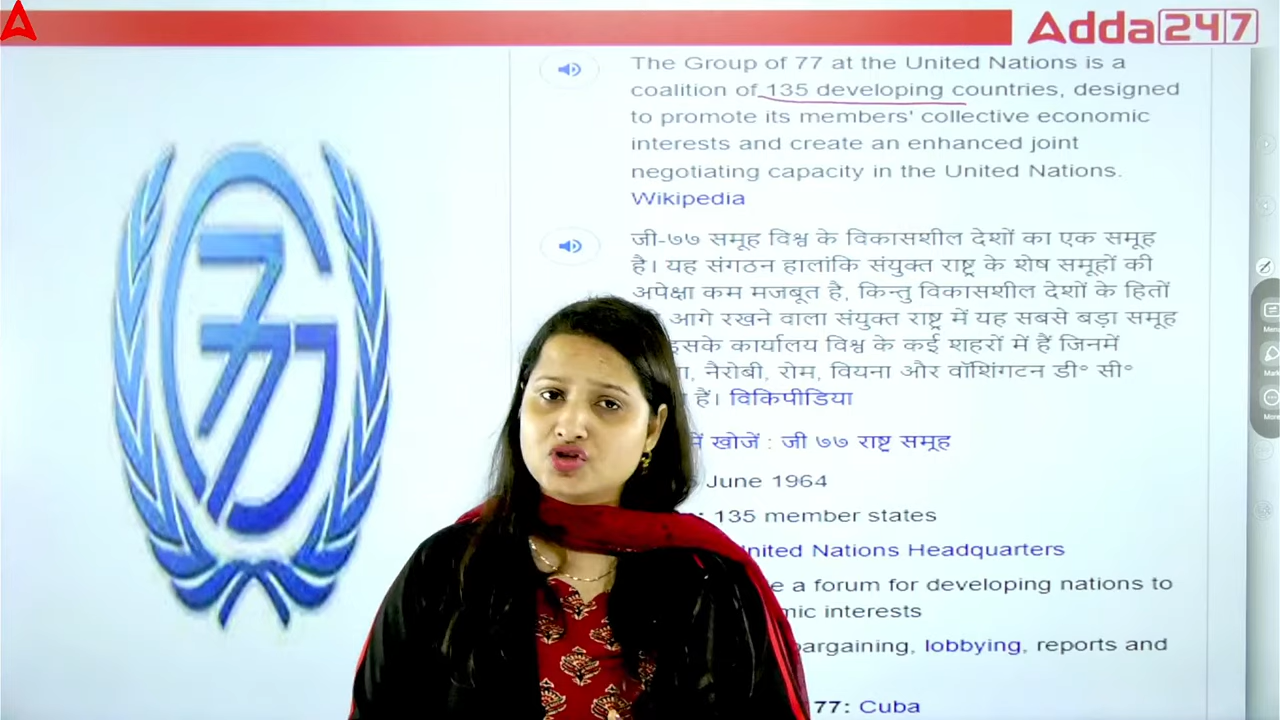 Adda247
The Group of 77 at the United Nations is a
coalition of 135 developing countries, designed
to promote its members' collective economic
interests and create an enhanced joint
negotiating capacity in the United Nations.
Wikipedia
जी-७७ समूह विश्व के विकासशील देशों का एक समूह
है। यह संगठन हालांकि संयुक्त राष्ट्र के शेष समूहों की
अपेक्षा कम मजबूत है, किन्तु विकासशील देशों के हितों
आगे रखने वाला संयुक्त राष्ट्र में यह सबसे बड़ा समूह
इसके कार्यालय विश्व के कई शहरों में हैं जिनमें
नैरोबी, रोम, वियना और वॉशिंगटन डी॰ सी॰
हैं। विकिपीडिया
में खोजें : जी ७७ राष्ट्र समूह
June 1964
135 member states
United Nations Headquarters
a forum for developing nations to
interests
bargaining, lobbying, reports and
77: Cuba
77